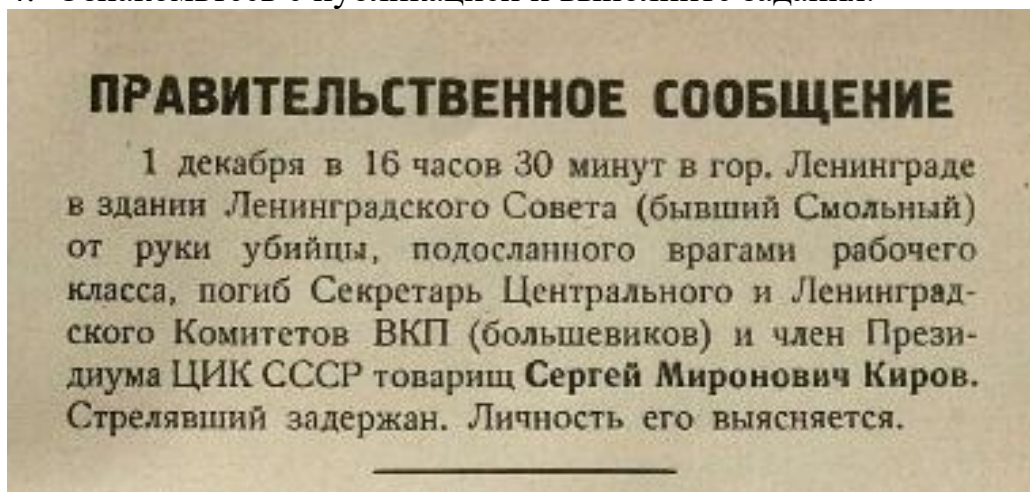 ПРАВИТЕЛЬСТВЕННОЕ СООБЩЕНИЕ
1 декабря в 16 часов 30 минут в гор. Ленинграде
в здании Ленинградского Совета (бывший Смольный)
от руки убийцы, подосланного врагами рабочего
класса, погиб Секретарь Центрального и Ленинград-
ского Комитетов ВКП (большевиков) и член Прези-
диума ЦИК СССР товарищ Сергей Миронович Киров.
Стрелявший задержан. Личность его выясняется.